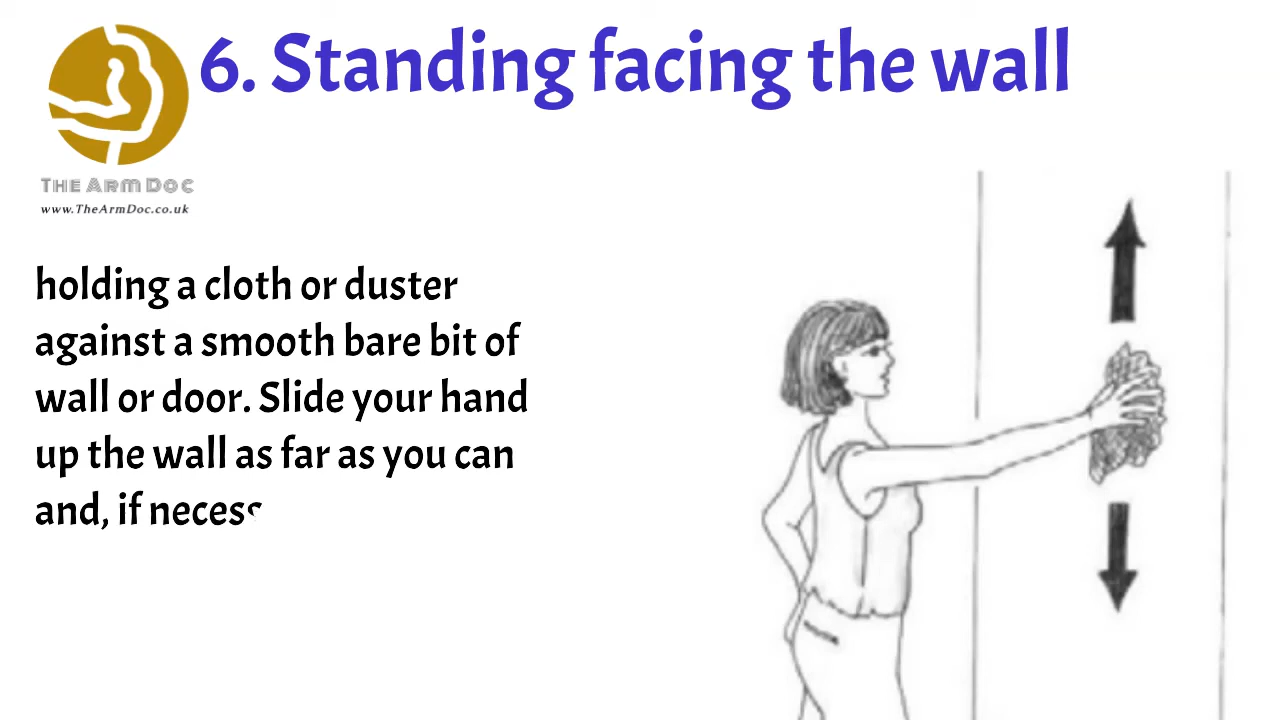 6. Standing facing the wall
THE ARM DOC
www.TheArmDoc.co.uk
holding a cloth or duster
against a smooth bare bit of
wall or door. Slide your hand
up the wall as far as you can
and, if necess